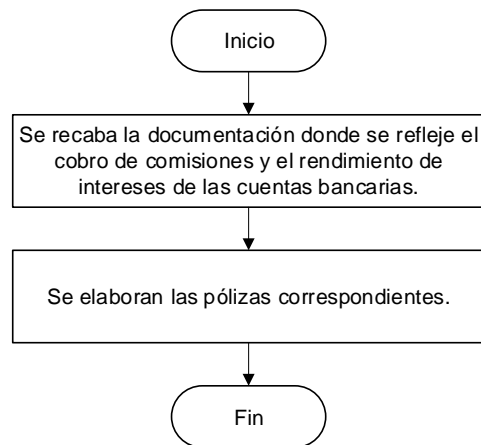 Inicio
Se recaba la documentación donde se refleje el
cobro de comisiones y el rendimiento de
intereses de las cuentas bancarias.
Se elaboran las pólizas correspondientes.
Fin